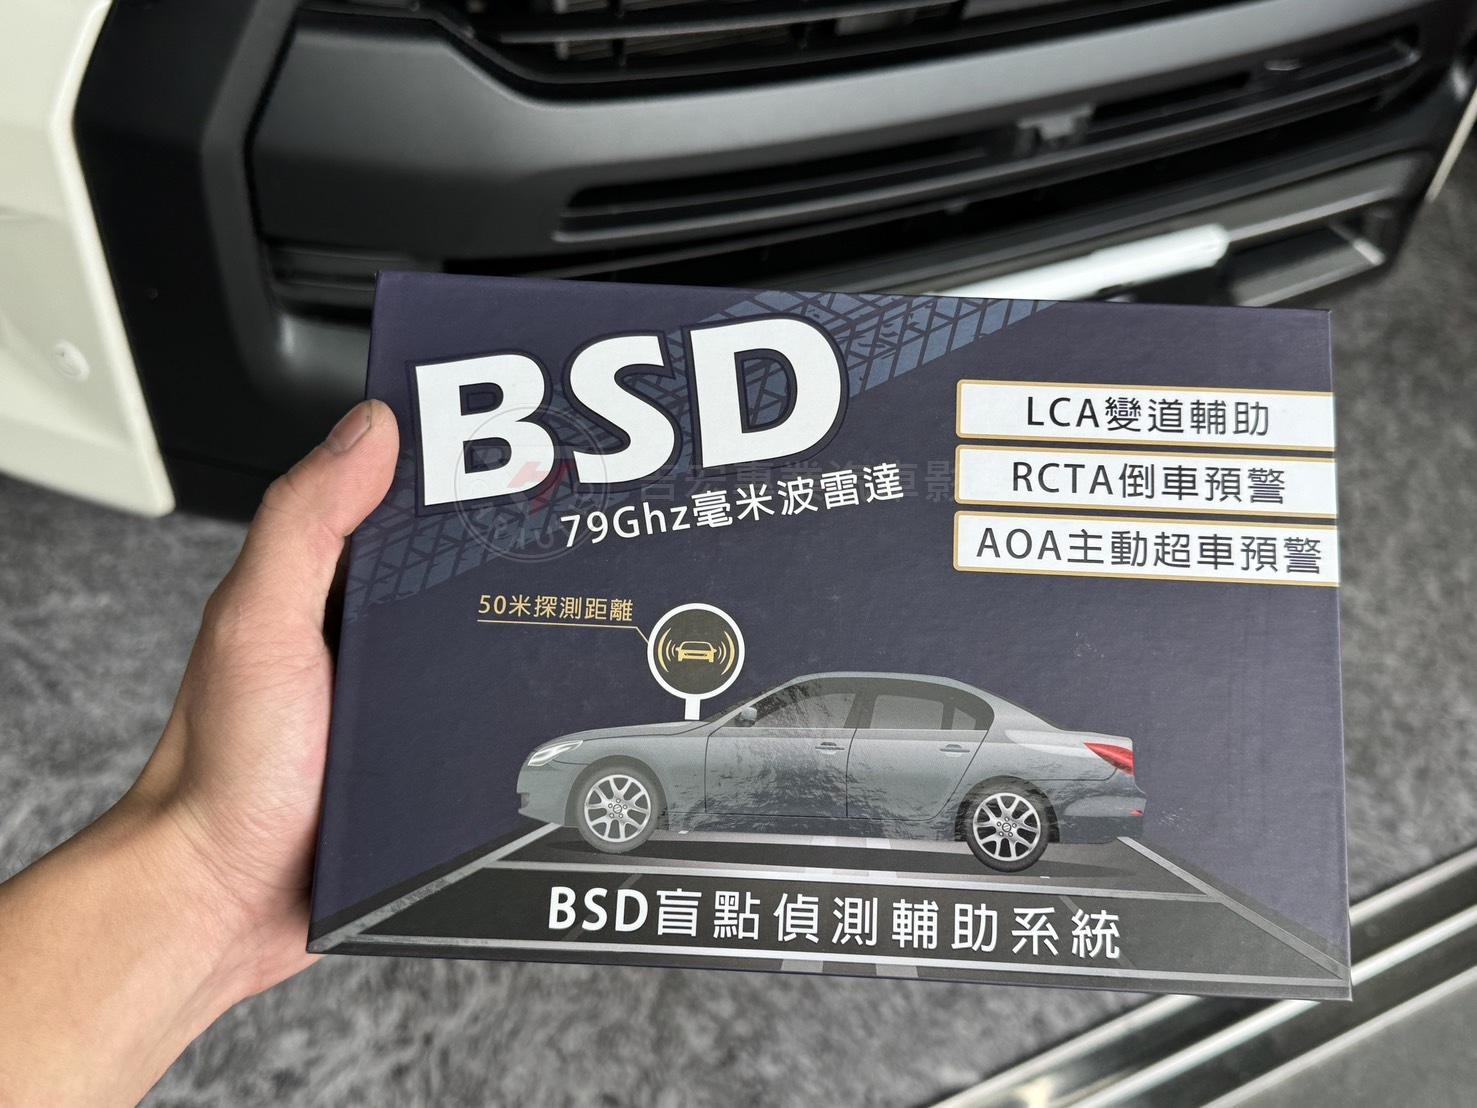 BSD
79Ghz毫米波雷達
LCA變道輔助
RCTA倒車預警
AOA主動超車預警
50米探測距離
BSD盲點偵測輔助系統